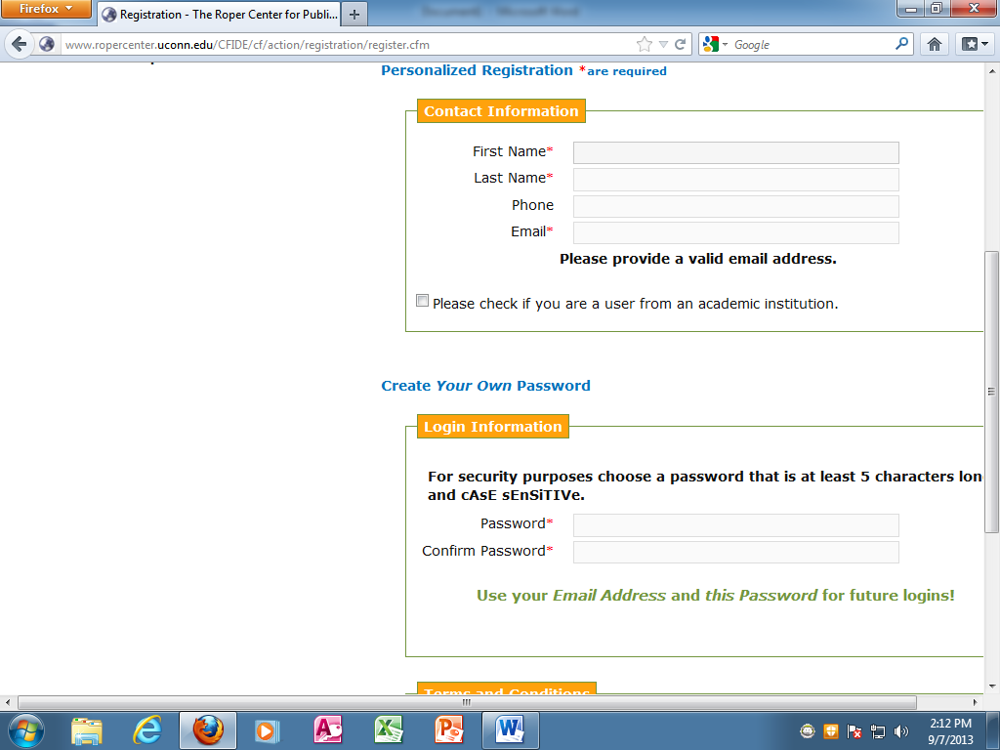 Firefox
Registration - The Roper Center for Publi...
Document1 - Microsoft Word
www.ropercenter.uconn.edu/CFIDE/cf/action/registration/register.cfm
Google
Personalized Registration *are required
Contact Information
First Name*
Last Name*
Phone
Email*
Please provide a valid email address.
Please check if you are a user from an academic institution.
Create Your Own Password
Login Information
For security purposes choose a password that is at least 5 characters lon
and cAsE sEnSiTIVe.
Password*
Confirm Password*
Use your Email Address and this Password for future logins!
Terms and Conditions
2:12 PM
9/7/2013